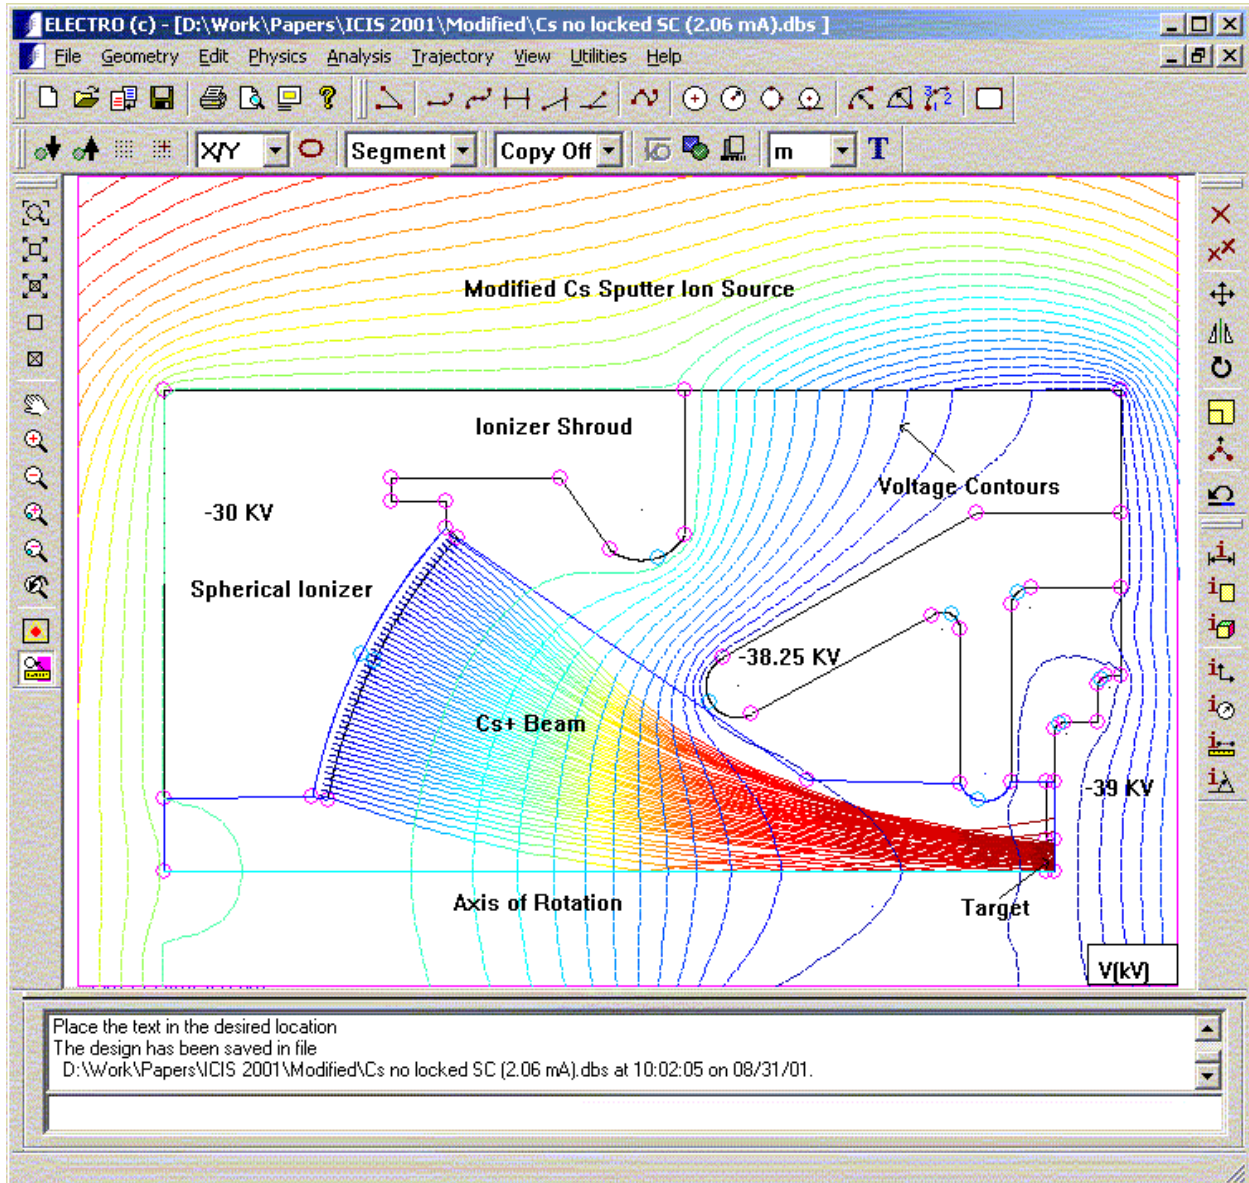 ELECTRO (c) - [D:\Work\Papers\ICIS 2001\Modified\Cs no locked SC (2.06 mA).dbs ]
File Geometry Edit Physics Analysis Trajectory View Utilities Help
X/Y Segment Copy Off m T
Modified Cs Sputter Ion Source
Ionizer Shroud
Voltage Contours
-30 KV
Spherical Ionizer
-38.25 KV
Cs+ Beam
-39 KV
Axis of Rotation
Target
V(kV)
Place the text in the desired location
The design has been saved in file
D:\Work\Papers\ICIS 2001\Modified\Cs no locked SC (2.06 mA).dbs at 10:02:05 on 08/31/01.